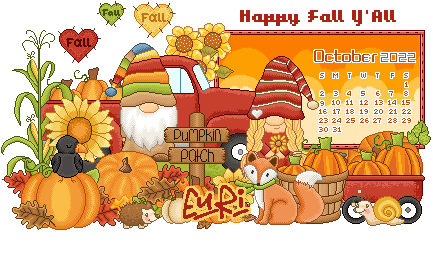 Happy Fall Y'All
Fall
Fall
Fall
October 2022
S M T W T F S
1
2 3 4 5 6 7 8
9 10 11 12 13 14 15
16 17 18 19 20 21 22
23 24 25 26 27 28 29
30 31
PUMPKIN
PATCH
EuRi